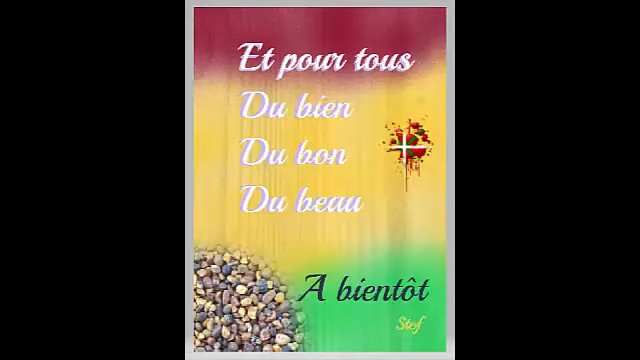 Et pour tous
Du bien
Du bon
Du beau
A bientôt
Stef